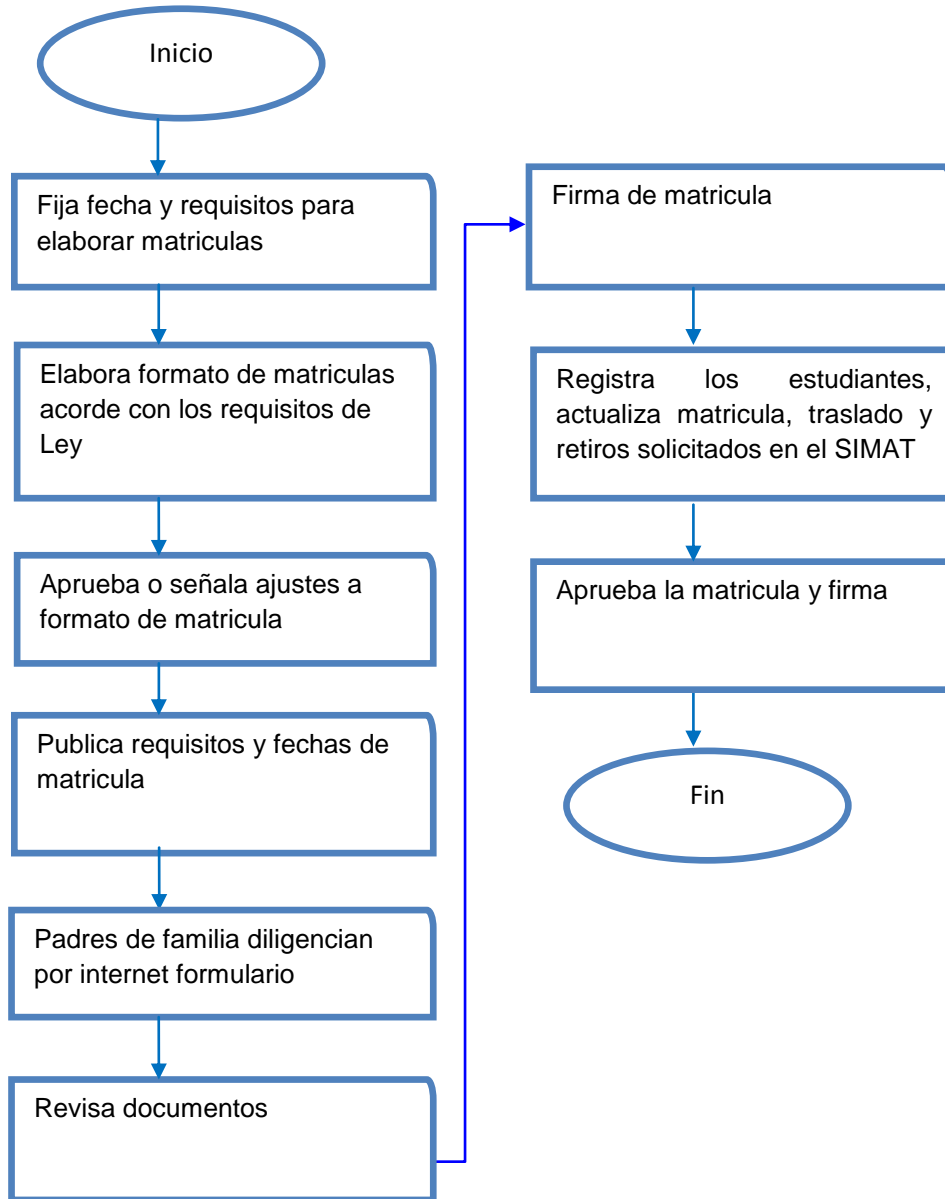 Inicio
Fija fecha y requisitos para
elaborar matriculas
Elabora formato de matriculas
acorde con los requisitos de
Ley
Aprueba o señala ajustes a
formato de matricula
Publica requisitos y fechas de
matricula
Padres de familia diligencian
por internet formulario
Revisa documentos
Firma de matricula
Registra los estudiantes,
actualiza matricula, traslado y
retiros solicitados en el SIMAT
Aprueba la matricula y firma
Fin